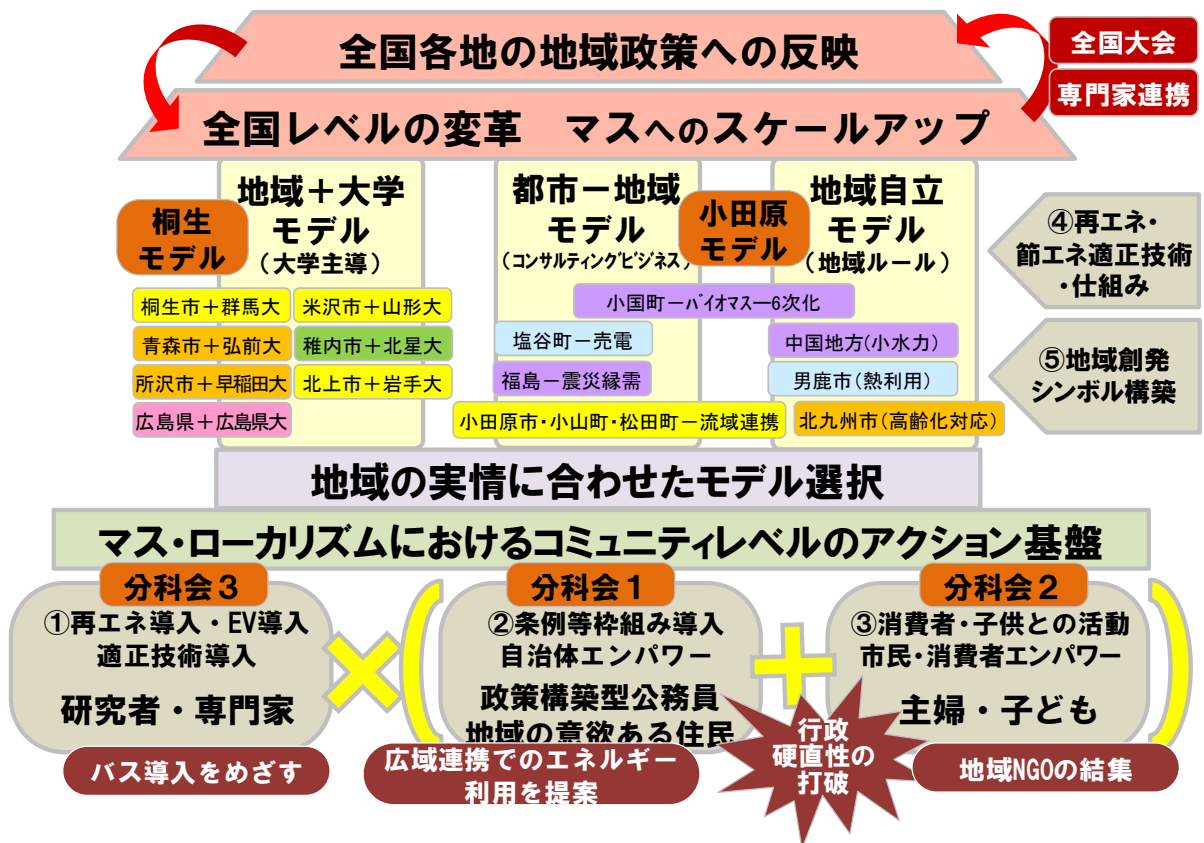 全国各地の地域政策への反映
全国大会
専門家連携
全国レベルの変革　マスへのスケールアップ
桐生
モデル
地域＋大学
モデル
（大学主導）
都市－地域
モデル
（コンサルティングビジネス）
小田原
モデル
地域自立
モデル
（地域ルール）
④再エネ・
節エネ適正技術
・仕組み
⑤地域創発
シンボル構築
桐生市＋群馬大
米沢市＋山形大
青森市＋弘前大
稚内市＋北星大
所沢市＋早稲田大
北上市＋岩手大
広島県＋広島県大
小国町－バイオマス―6次化
塩谷町－売電
中国地方(小水力)
福島－震災縁需
男鹿市(熱利用)
小田原市・小山町・松田町－流域連携
北九州市(高齢化対応)
地域の実情に合わせたモデル選択
マス・ローカリズムにおけるコミュニティレベルのアクション基盤
分科会３
①再エネ導入・EV導入
適正技術導入
研究者・専門家
バス導入をめざす
×
(
分科会１
②条例等枠組み導入
自治体エンパワー
政策構築型公務員
地域の意欲ある住民
広域連携でのエネルギー
利用を提案
＋
行政
硬直性の
打破
分科会２
③消費者・子供との活動
市民・消費者エンパワー
主婦・子ども
地域NGOの結集
)